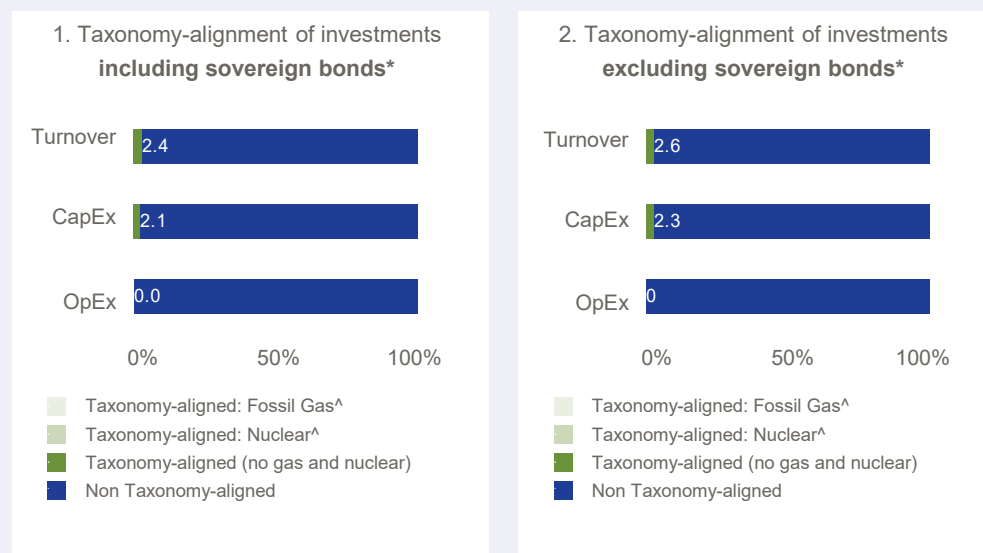 1. Taxonomy-alignment of investments
including sovereign bonds*
Turnover
2.4
CapEx
2.1
OpEx
0.0
0% 50% 100%
Taxonomy-aligned: Fossil Gas^
Taxonomy-aligned: Nuclear^
Taxonomy-aligned (no gas and nuclear)
Non Taxonomy-aligned
2. Taxonomy-alignment of investments
excluding sovereign bonds*
Turnover
2.6
CapEx
2.3
OpEx
0
0% 50% 100%
Taxonomy-aligned: Fossil Gas^
Taxonomy-aligned: Nuclear^
Taxonomy-aligned (no gas and nuclear)
Non Taxonomy-aligned